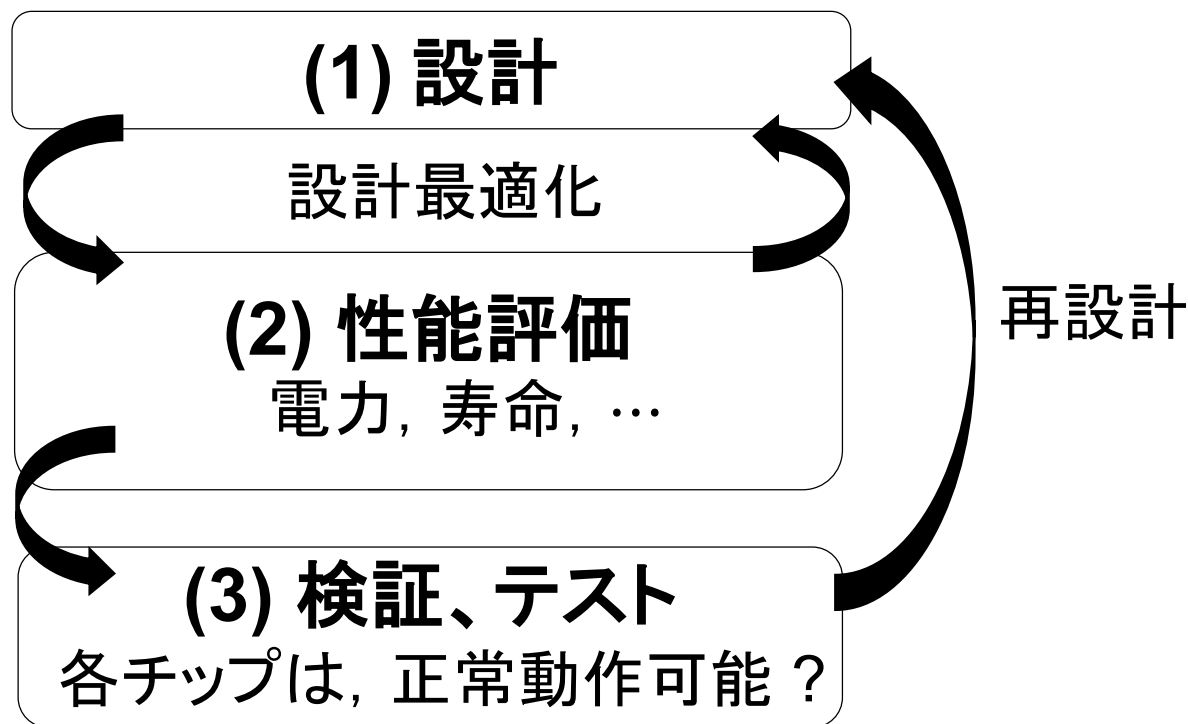 (1) 設計
設計最適化
(2) 性能評価
電力, 寿命, …
再設計
(3) 検証、テスト
各チップは, 正常動作可能 ?